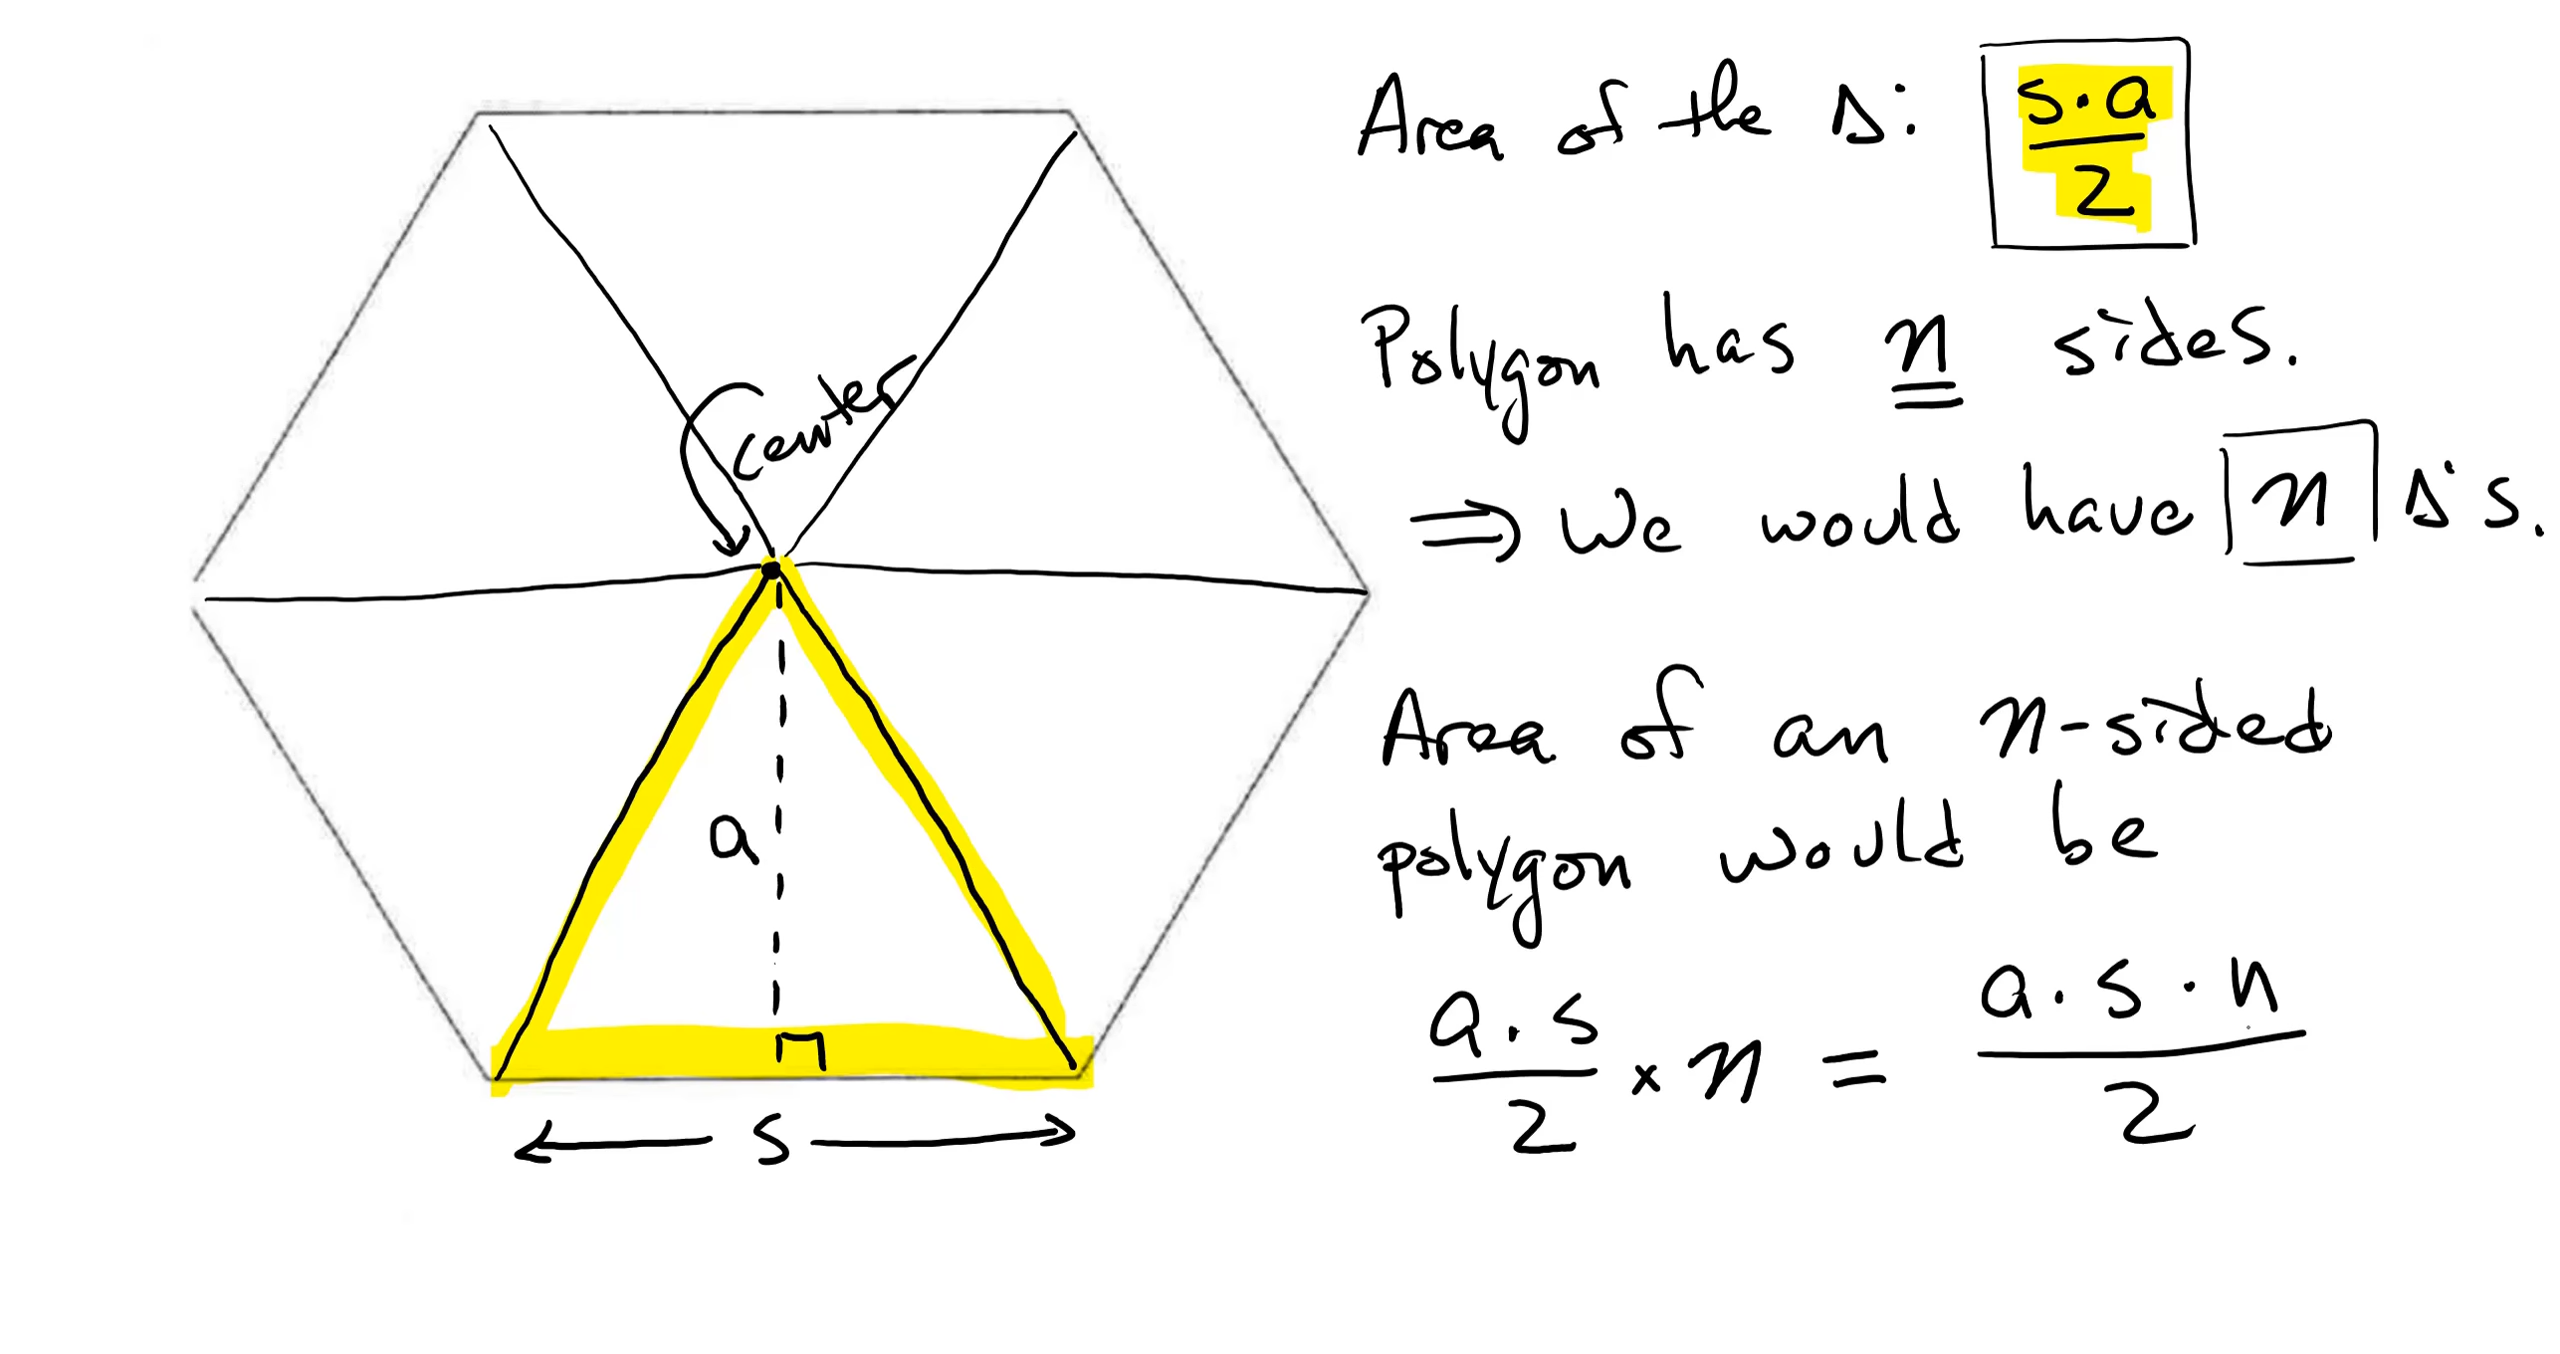 Area of the Δ: s·a/2
Polygon has n sides.
⇒ We would have n Δ's.
Area of an n-sided
polygon would be
a·s/2 × n = a·s·n/2
center
a
s